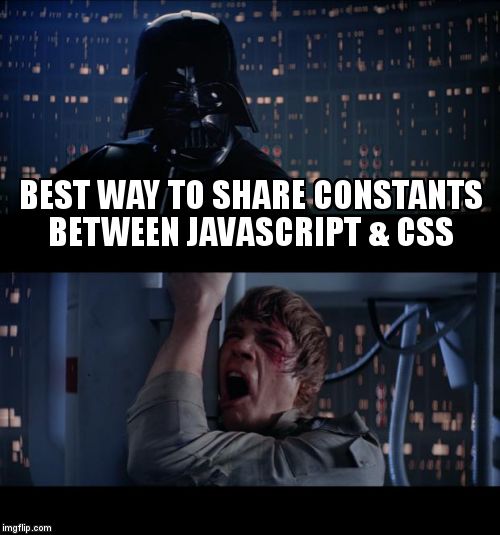 BEST WAY TO SHARE CONSTANTS
BETWEEN JAVASCRIPT & CSS
imgflip.com